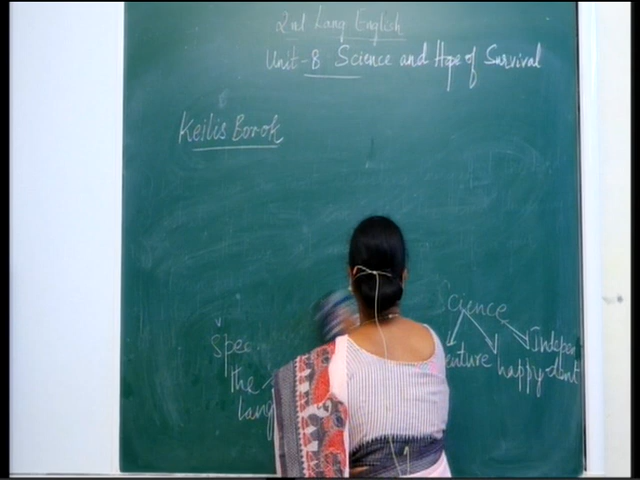 2nd Lang English
Unit-8 Science and Hope of Survival
Keilis Borok
Science
Spec
the
lang
enture
happy
Indepen
dent